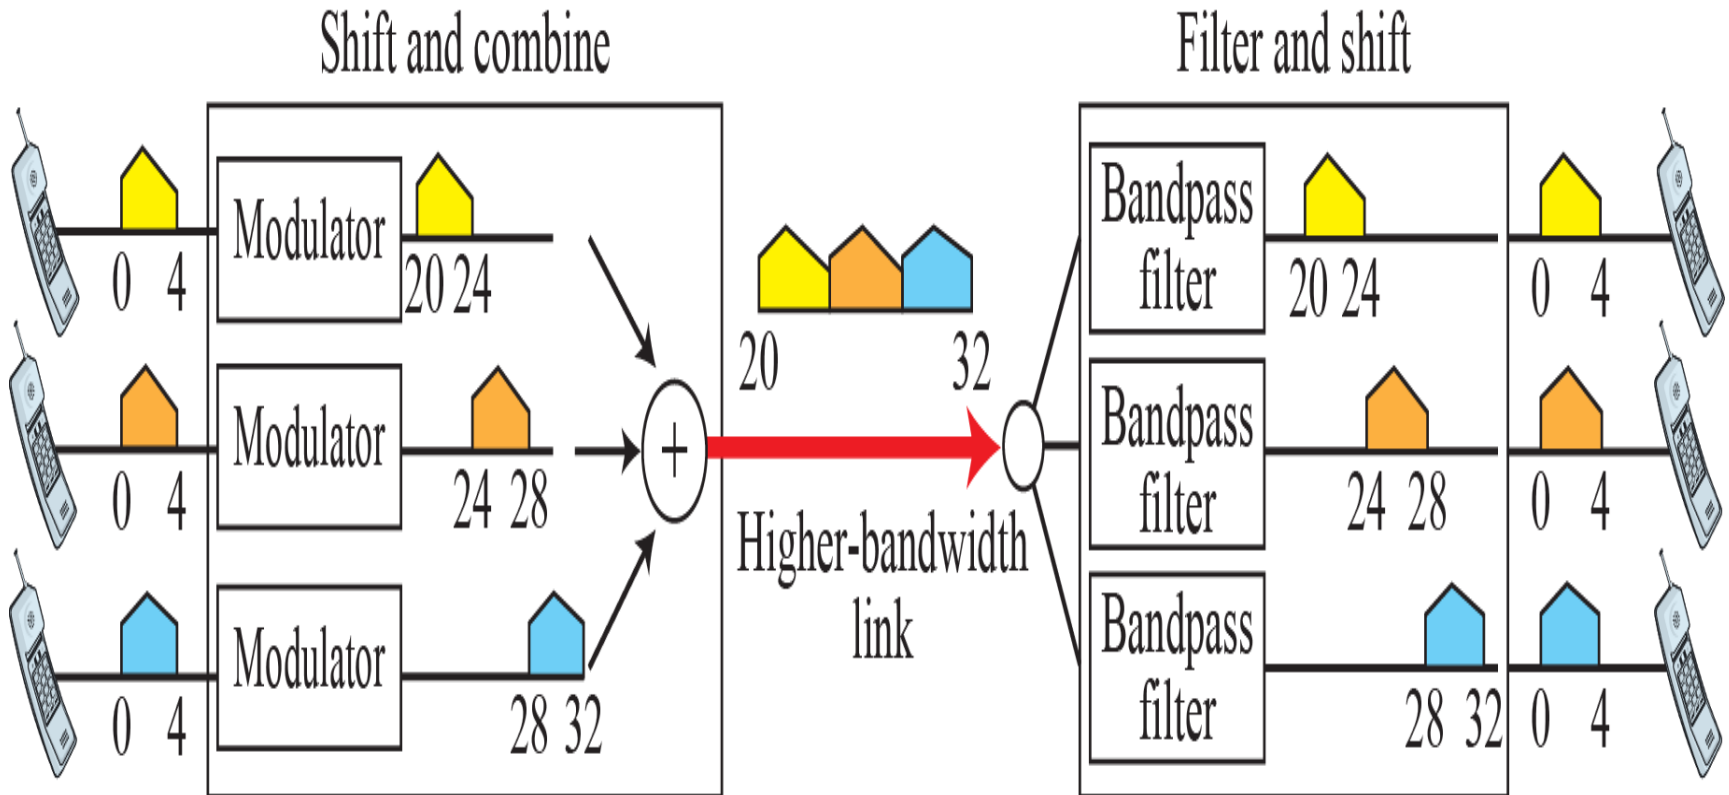 Shift and combine
Filter and shift
Modulator
0 4
20 24
Bandpass
filter
20 24
0 4
20
32
Modulator
0 4
24 28
+
Higher-bandwidth
link
Bandpass
filter
24 28
0 4
Modulator
0 4
28 32
Bandpass
filter
28 32
0 4